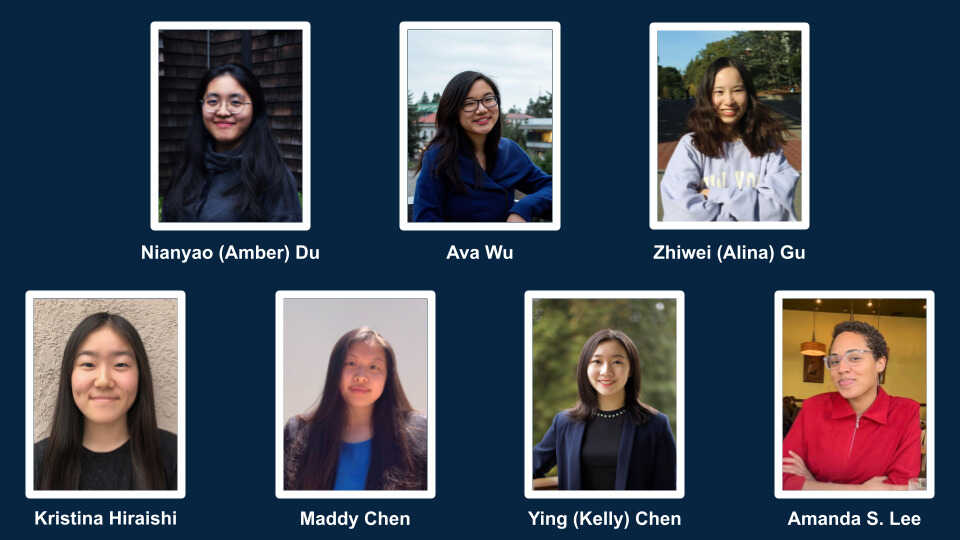 Nianyao (Amber) Du
Ava Wu
Zhiwei (Alina) Gu
Kristina Hiraishi
Maddy Chen
Ying (Kelly) Chen
Amanda S. Lee